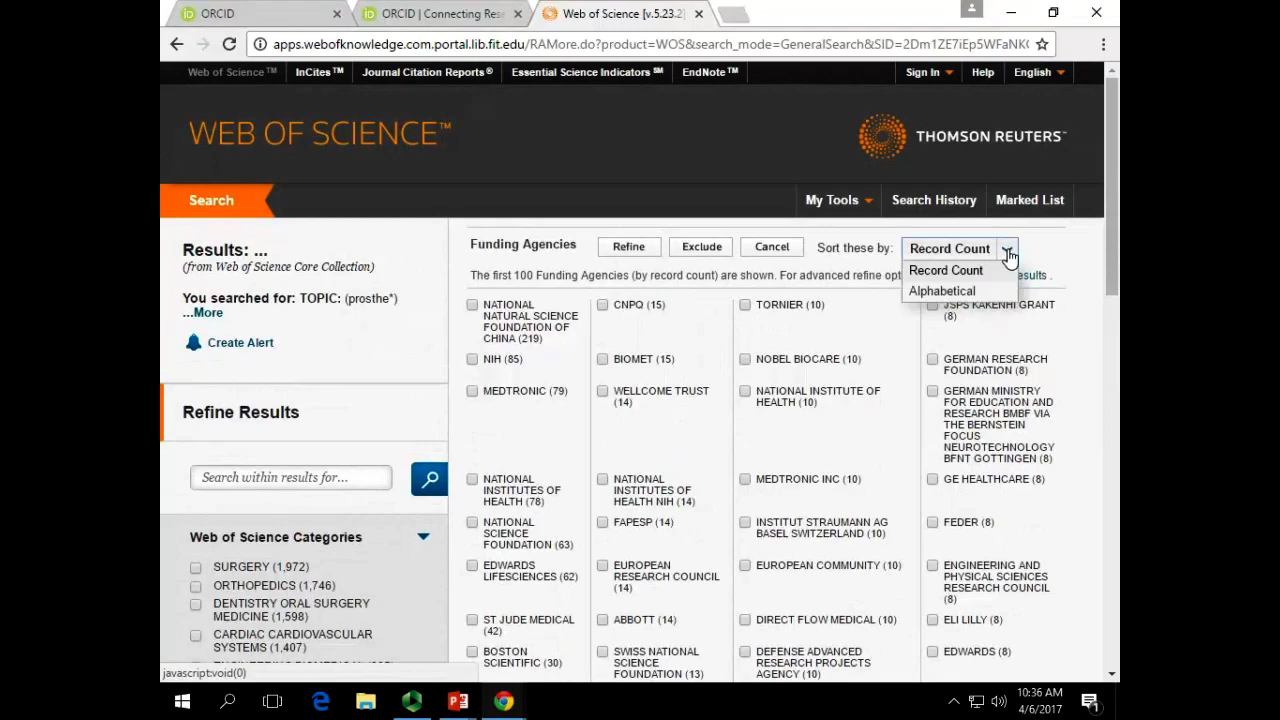 ORCID
ORCID | Connecting Rese
Web of Science [v.5.23.2]
apps.webofknowledge.com.portal.lib.fit.edu/RAMore.do?product=WOS&search_mode=GeneralSearch&SID=2Dm1ZE7iEp5WFaNK
Web of Science™
InCites™
Journal Citation Reports®
Essential Science Indicators℠
EndNote™
Sign In
Help
English
WEB OF SCIENCE™
THOMSON REUTERS™
Search
My Tools
Search History
Marked List
Results: ...
(from Web of Science Core Collection)
You searched for: TOPIC: (prosthe*)
...More
Create Alert
Refine Results
Search within results for...
Web of Science Categories
SURGERY (1,972)
ORTHOPEDICS (1,746)
DENTISTRY ORAL SURGERY
MEDICINE (1,598)
CARDIAC CARDIOVASCULAR
SYSTEMS (1,407)
javascript:void(0)
Funding Agencies
Refine
Exclude
Cancel
Sort these by:
Record Count
Record Count
Alphabetical
The first 100 Funding Agencies (by record count) are shown. For advanced refine opt
esults .
NATIONAL
NATURAL SCIENCE
FOUNDATION OF
CHINA (219)
CNPQ (15)
TORNIER (10)
JSPS KAKENHI GRANT
(8)
NIH (85)
BIOMET (15)
NOBEL BIOCARE (10)
GERMAN RESEARCH
FOUNDATION (8)
MEDTRONIC (79)
WELLCOME TRUST
(14)
NATIONAL INSTITUTE OF
HEALTH (10)
GERMAN MINISTRY
FOR EDUCATION AND
RESEARCH BMBF VIA
THE BERNSTEIN
FOCUS
NEUROTECHNOLOGY
BFNT GOTTINGEN (8)
NATIONAL
INSTITUTES OF
HEALTH (78)
NATIONAL
INSTITUTES OF
HEALTH NIH (14)
MEDTRONIC INC (10)
GE HEALTHCARE (8)
NATIONAL
SCIENCE
FOUNDATION (63)
FAPESP (14)
INSTITUT STRAUMANN AG
BASEL SWITZERLAND (10)
FEDER (8)
EDWARDS
LIFESCIENCES (62)
EUROPEAN
RESEARCH COUNCIL
(14)
EUROPEAN COMMUNITY (10)
ENGINEERING AND
PHYSICAL SCIENCES
RESEARCH COUNCIL
(8)
ST JUDE MEDICAL
(42)
ABBOTT (14)
DIRECT FLOW MEDICAL (10)
ELI LILLY (8)
BOSTON
SCIENTIFIC (30)
SWISS NATIONAL
SCIENCE
FOUNDATION (13)
DEFENSE ADVANCED
RESEARCH PROJECTS
AGENCY (10)
EDWARDS (8)
10:36 AM
4/6/2017